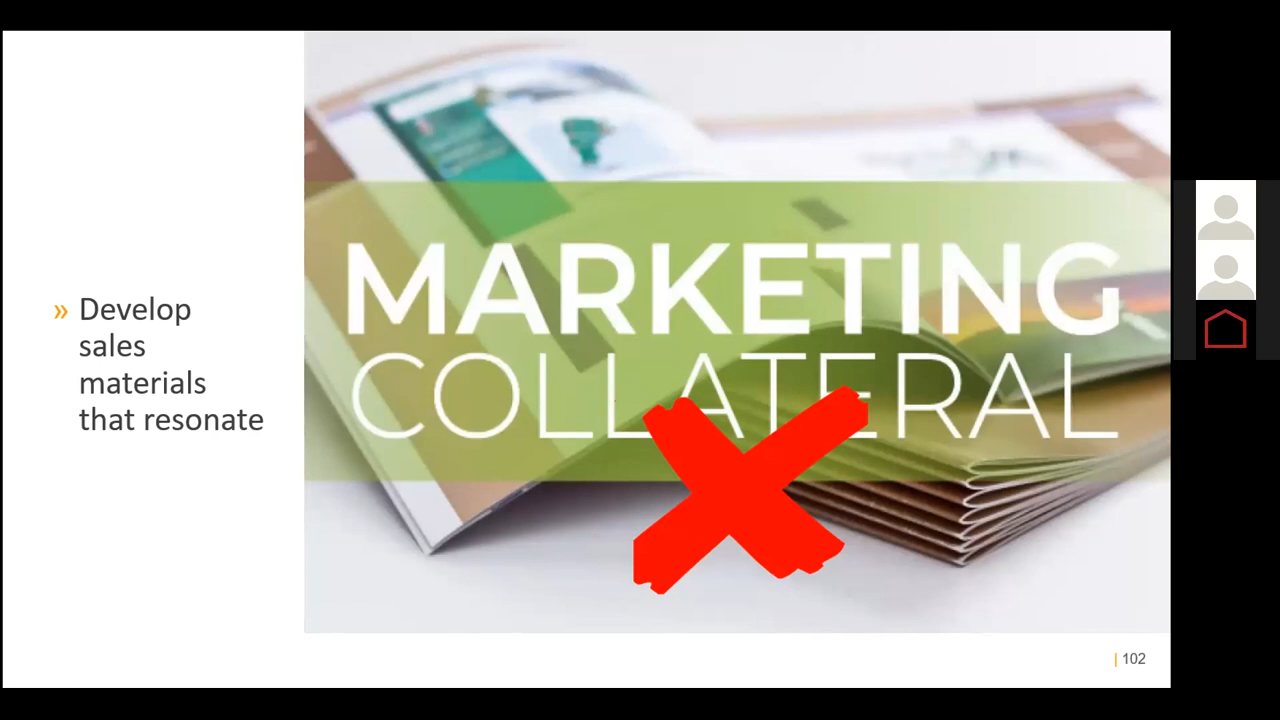 » Develop
sales
materials
that resonate
MARKETING
COLLATERAL
| 102